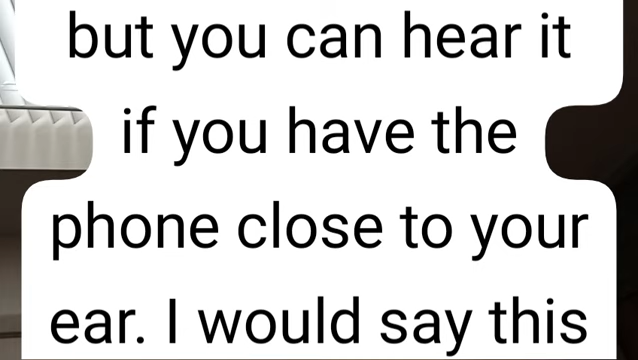 but you can hear it
if you have the
phone close to your
ear. I would say this